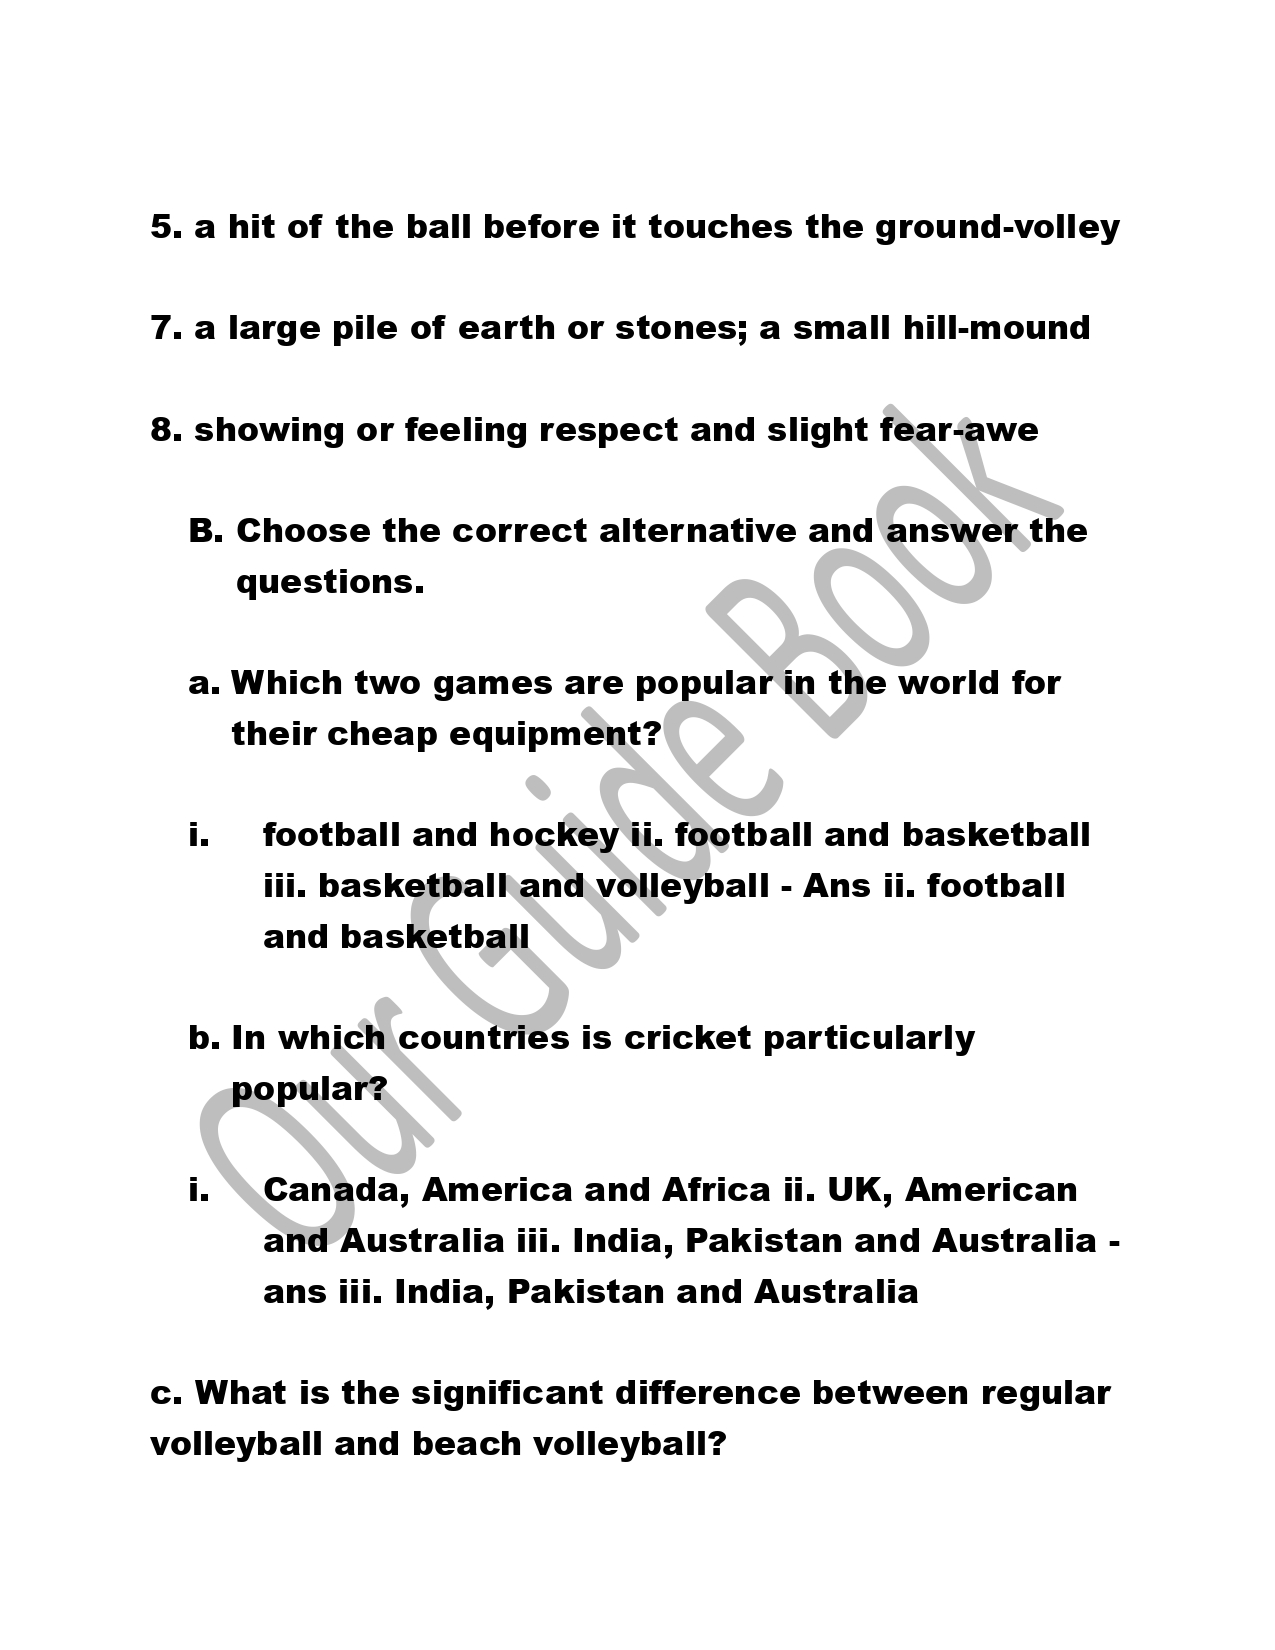 5. a hit of the ball before it touches the ground-volley
7. a large pile of earth or stones; a small hill-mound
8. showing or feeling respect and slight fear-awe
B. Choose the correct alternative and answer the
questions.
a. Which two games are popular in the world for
their cheap equipment?
i. football and hockey ii. football and basketball
iii. basketball and volleyball - Ans ii. football
and basketball
b. In which countries is cricket particularly
popular?
i. Canada, America and Africa ii. UK, American
and Australia iii. India, Pakistan and Australia -
ans iii. India, Pakistan and Australia
c. What is the significant difference between regular
volleyball and beach volleyball?
Our Guide Book